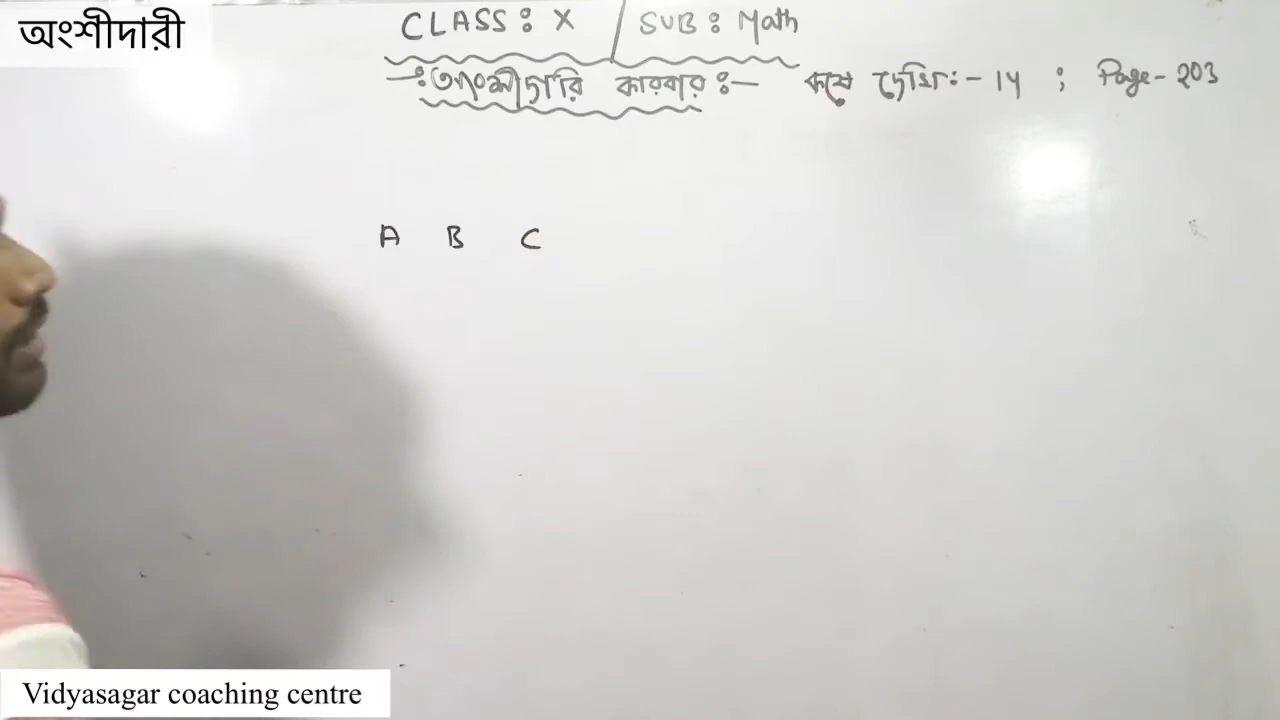 অংশীদারী
CLASS: X / SUB: Math
-:অংশীদারি কারবার:- কষে দেখি:- 14 ; Page- 203
A B C
Vidyasagar coaching centre